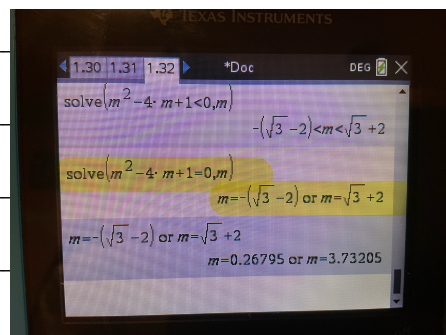 TEXAS INSTRUMENTS
1.30 1.31 1.32 *Doc DEG
solve(m²-4·m+1<0,m)
-(√3-2)<m<√3+2
solve(m²-4·m+1=0,m)
m=-(√3-2) or m=√3+2
m=-(√3-2) or m=√3+2
m=0.26795 or m=3.73205